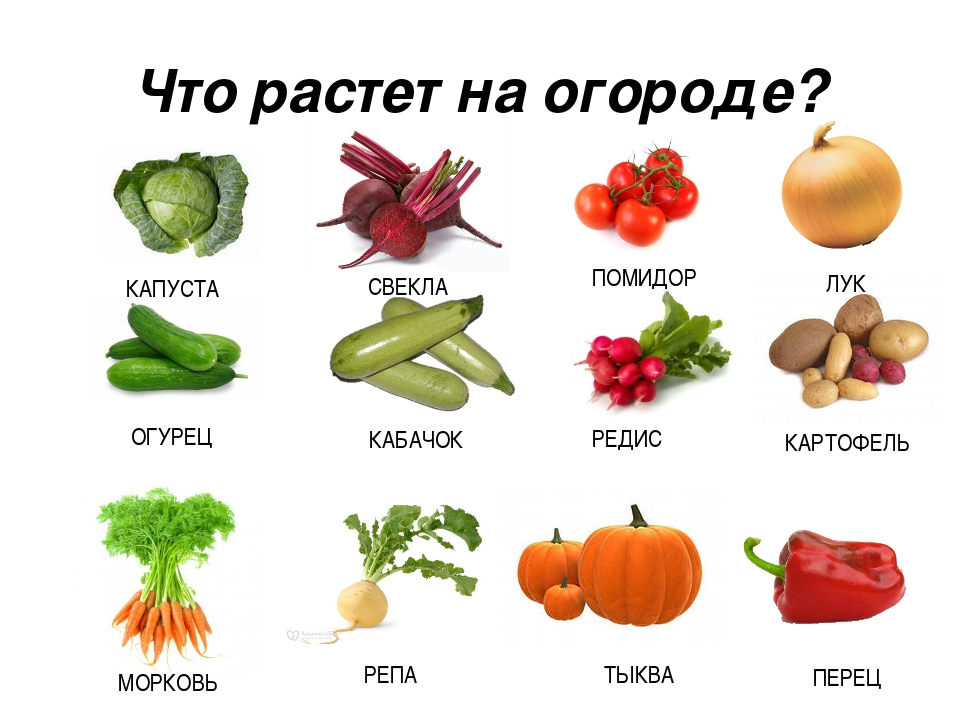 Что растет на огороде?
КАПУСТА
СВЕКЛА
ПОМИДОР
ЛУК
ОГУРЕЦ
КАБАЧОК
РЕДИС
КАРТОФЕЛЬ
МОРКОВЬ
РЕПА
ТЫКВА
ПЕРЕЦ